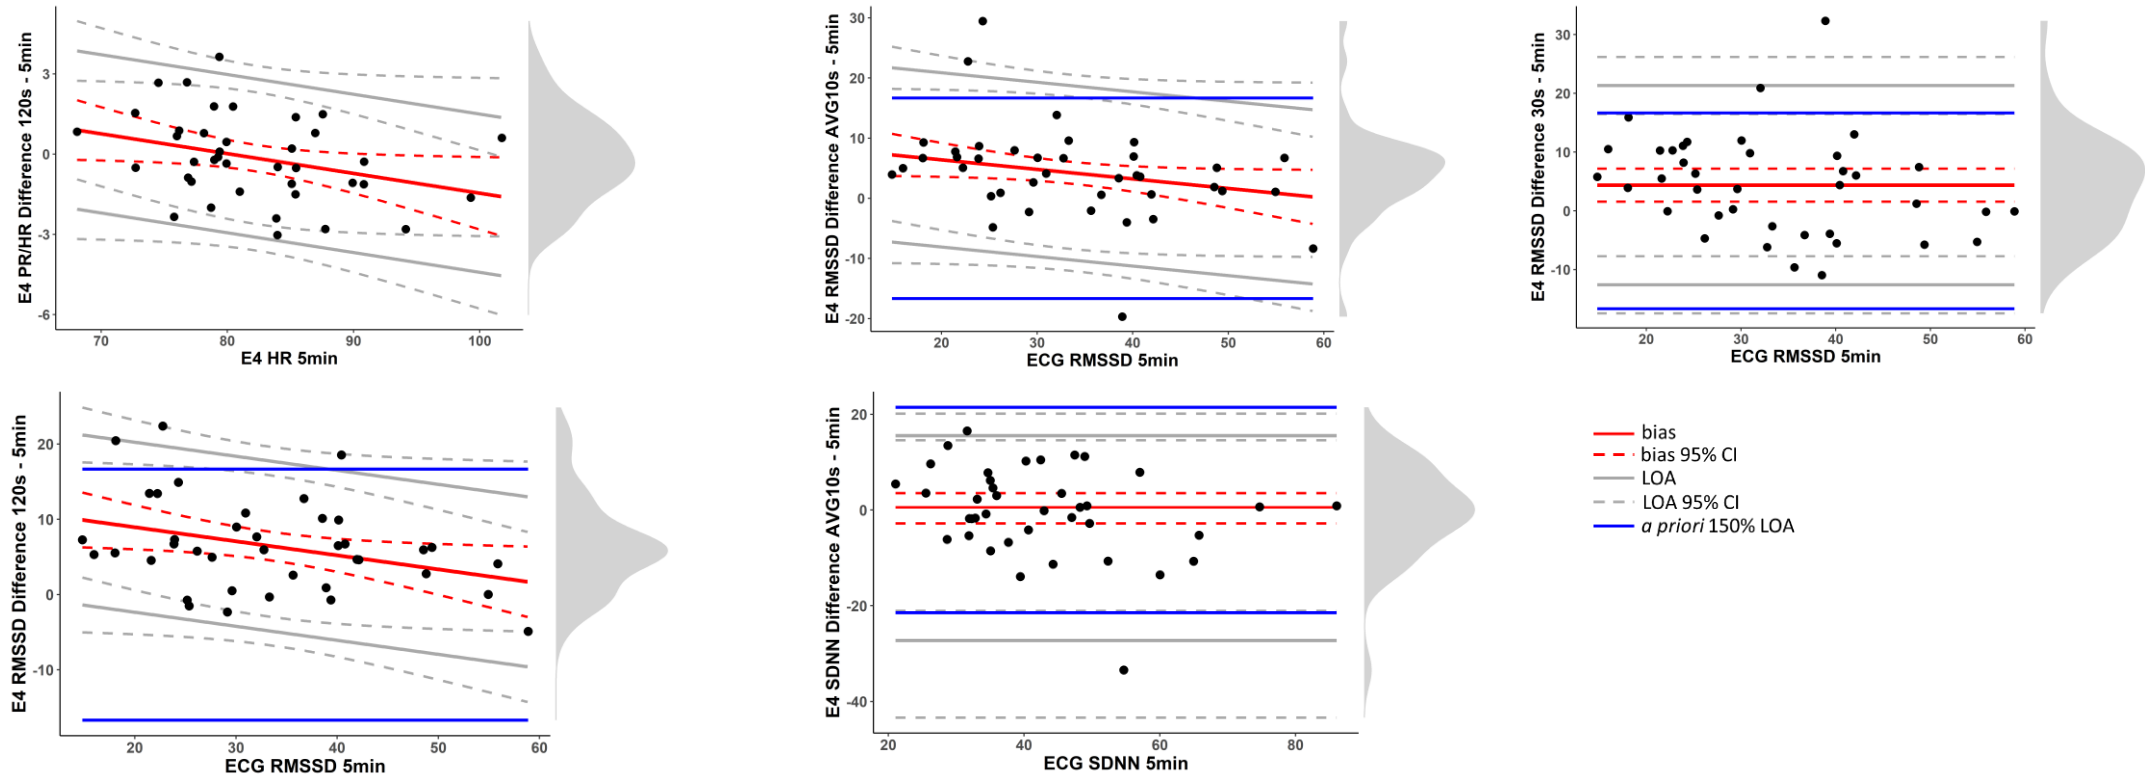 E4 PR/HR Difference 120s - 5min
3
0
-3
-6
70 80 90 100
E4 HR 5min
E4 RMSSD Difference AVG10s - 5min
30
20
10
0
-10
-20
20 30 40 50 60
ECG RMSSD 5min
E4 RMSSD Difference 30s - 5min
30
20
10
0
-10
20 30 40 50 60
ECG RMSSD 5min
E4 RMSSD Difference 120s - 5min
20
10
0
-10
20 30 40 50 60
ECG RMSSD 5min
E4 SDNN Difference AVG10s - 5min
20
0
-20
-40
20 40 60 80
ECG SDNN 5min
bias
bias 95% CI
LOA
LOA 95% CI
a priori 150% LOA